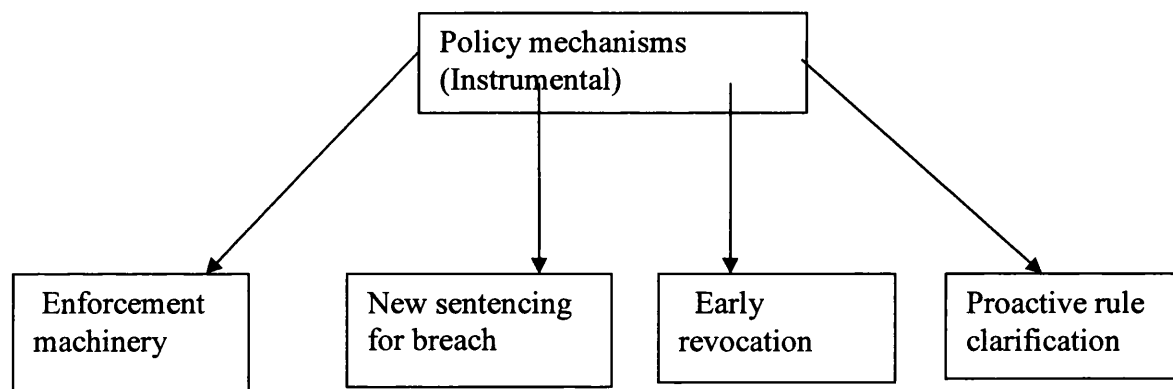 Policy mechanisms
(Instrumental)
Enforcement
machinery
New sentencing
for breach
Early
revocation
Proactive rule
clarification